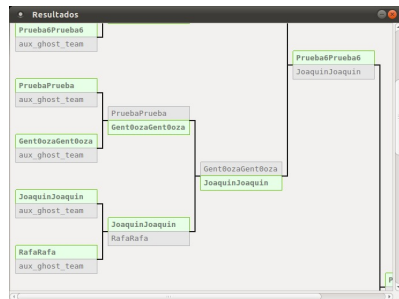 Resultados
Prueba6Prueba6
aux_ghost_team
PruebaPrueba
aux_ghost_team
Gent0ozaGent0oza
aux_ghost_team
JoaquinJoaquin
aux_ghost_team
RafaRafa
aux_ghost_team
PruebaPrueba
Gent0ozaGent0oza
JoaquinJoaquin
RafaRafa
Gent0ozaGent0oza
JoaquinJoaquin
Prueba6Prueba6
JoaquinJoaquin
P